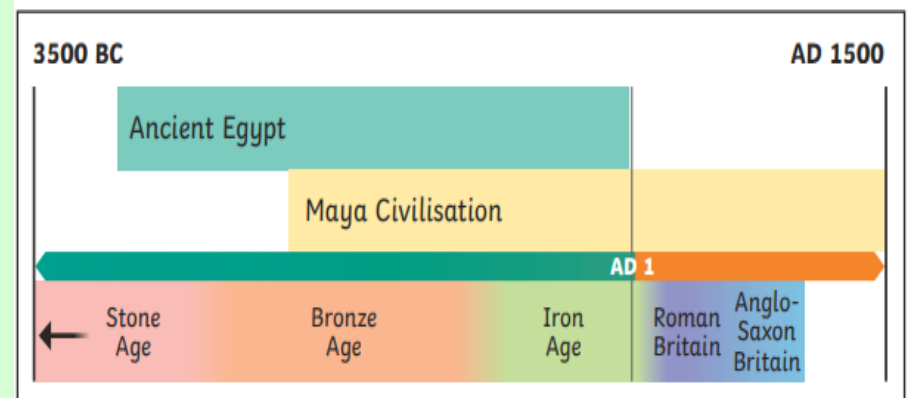 3500 BC
AD 1500
Ancient Egypt
Maya Civilisation
AD 1
Stone
Age
Bronze
Age
Iron
Age
Roman
Britain
Anglo-
Saxon
Britain